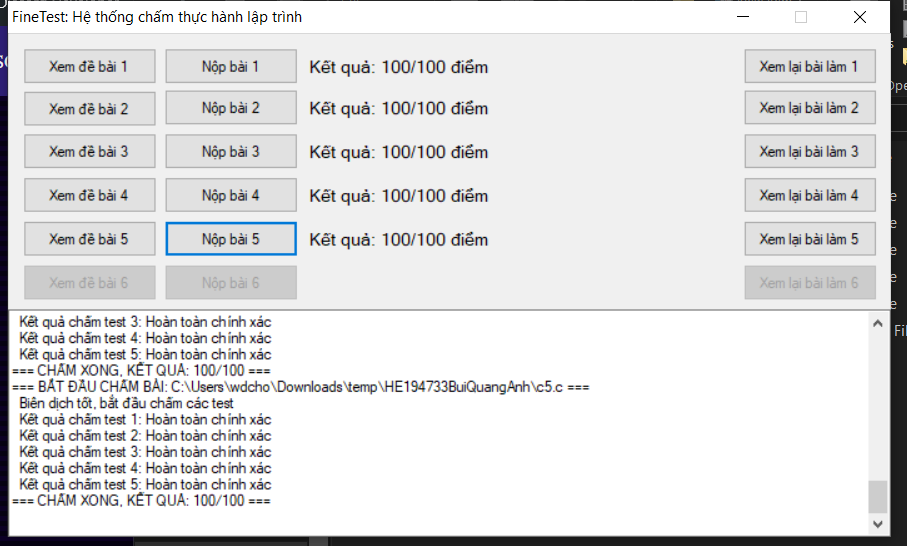 FineTest: Hệ thống chấm thực hành lập trình
Xem đề bài 1 Nộp bài 1 Kết quả: 100/100 điểm Xem lại bài làm 1
Xem đề bài 2 Nộp bài 2 Kết quả: 100/100 điểm Xem lại bài làm 2
Xem đề bài 3 Nộp bài 3 Kết quả: 100/100 điểm Xem lại bài làm 3
Xem đề bài 4 Nộp bài 4 Kết quả: 100/100 điểm Xem lại bài làm 4
Xem đề bài 5 Nộp bài 5 Kết quả: 100/100 điểm Xem lại bài làm 5
Xem đề bài 6 Nộp bài 6 Xem lại bài làm 6
Kết quả chấm test 3: Hoàn toàn chính xác
Kết quả chấm test 4: Hoàn toàn chính xác
Kết quả chấm test 5: Hoàn toàn chính xác
=== CHẤM XONG, KẾT QUẢ: 100/100 ===
=== BẮT ĐẦU CHẤM BÀI: C:\Users\wdcho\Downloads\temp\HE194733BuiQuangAnh\c5.c ===
Biên dịch tốt, bắt đầu chấm các test
Kết quả chấm test 1: Hoàn toàn chính xác
Kết quả chấm test 2: Hoàn toàn chính xác
Kết quả chấm test 3: Hoàn toàn chính xác
Kết quả chấm test 4: Hoàn toàn chính xác
Kết quả chấm test 5: Hoàn toàn chính xác
=== CHẤM XONG, KẾT QUẢ: 100/100 ===